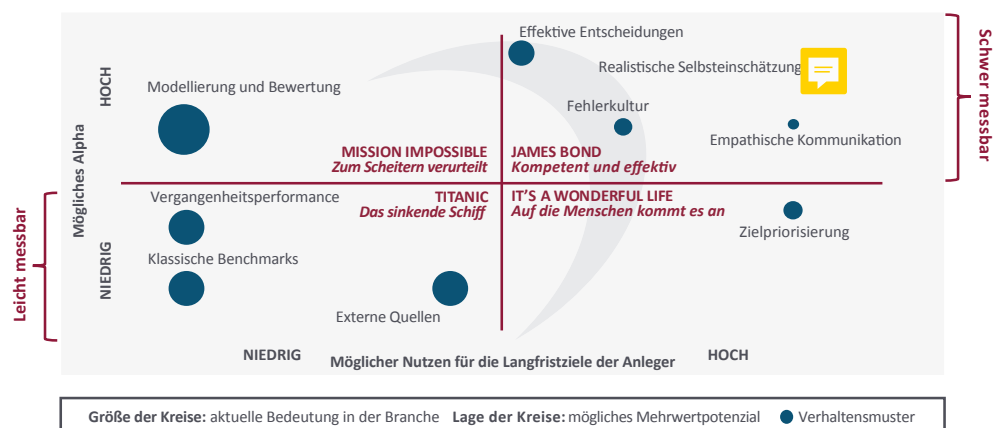 Effektive Entscheidungen
Realistische Selbsteinschätzung
Modellierung und Bewertung
Fehlerkultur
Empathische Kommunikation
HOCH
Schwer messbar
MISSION IMPOSSIBLE
Zum Scheitern verurteilt
JAMES BOND
Kompetent und effektiv
Mögliches Alpha
TITANIC
Das sinkende Schiff
IT'S A WONDERFUL LIFE
Auf die Menschen kommt es an
Vergangenheitsperformance
Zielpriorisierung
Klassische Benchmarks
NIEDRIG
Leicht messbar
Externe Quellen
NIEDRIG
Möglicher Nutzen für die Langfristziele der Anleger
HOCH
Größe der Kreise: aktuelle Bedeutung in der Branche Lage der Kreise: mögliches Mehrwertpotenzial Verhaltensmuster